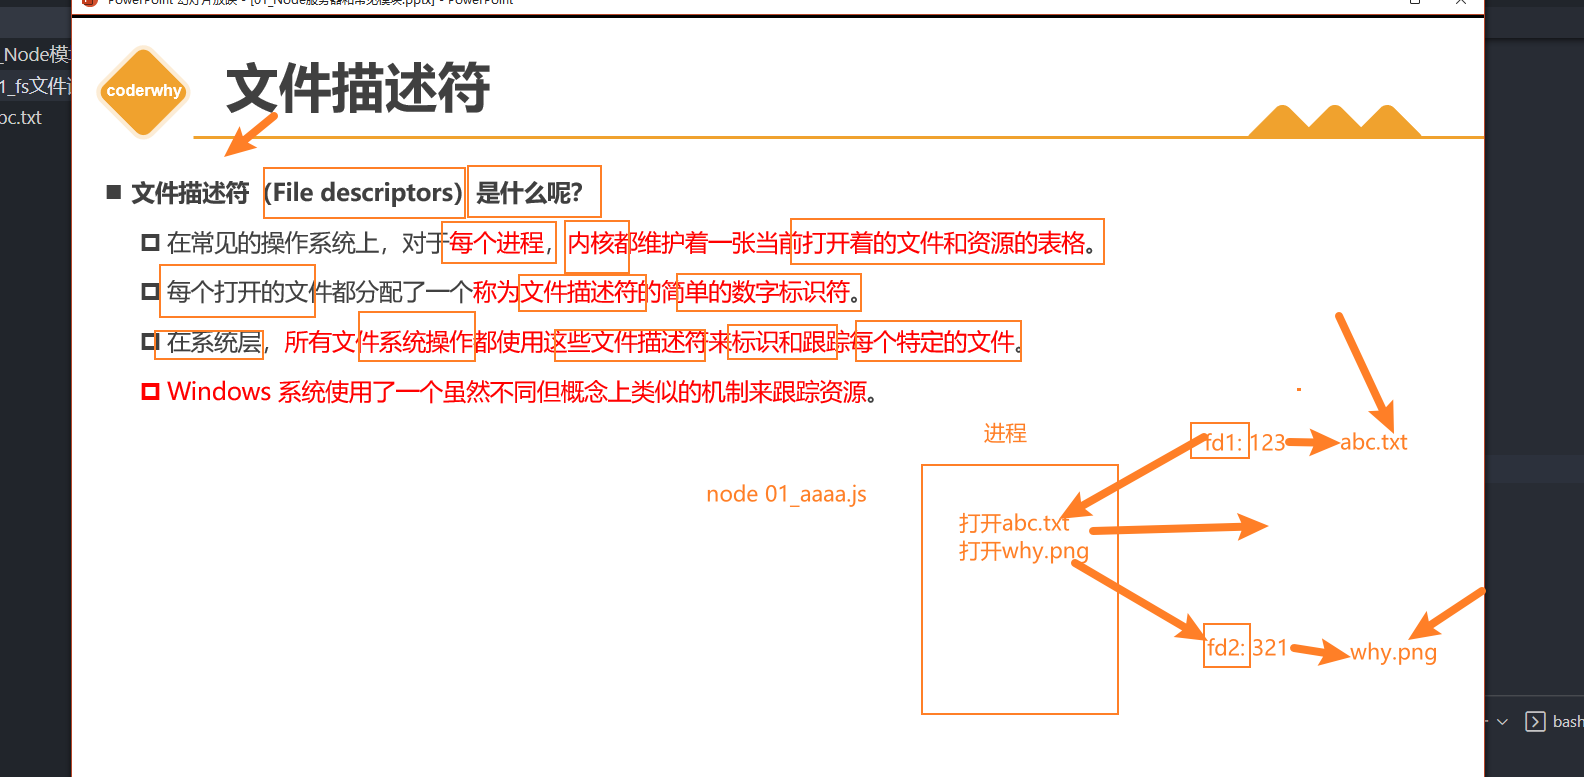 PowerPoint 幻灯片放映 - [01_Node服务器和常见模块.pptx] - PowerPoint
_Node模
1_fs文件
bc.txt
coderwhy
文件描述符
文件描述符（File descriptors）是什么呢？
在常见的操作系统上，对于每个进程，内核都维护着一张当前打开着的文件和资源的表格。
每个打开的文件都分配了一个称为文件描述符的简单的数字标识符。
在系统层，所有文件系统操作都使用这些文件描述符来标识和跟踪每个特定的文件。
Windows 系统使用了一个虽然不同但概念上类似的机制来跟踪资源。
进程
fd1: 123
abc.txt
node 01_aaaa.js
打开abc.txt
打开why.png
fd2: 321
why.png
bash